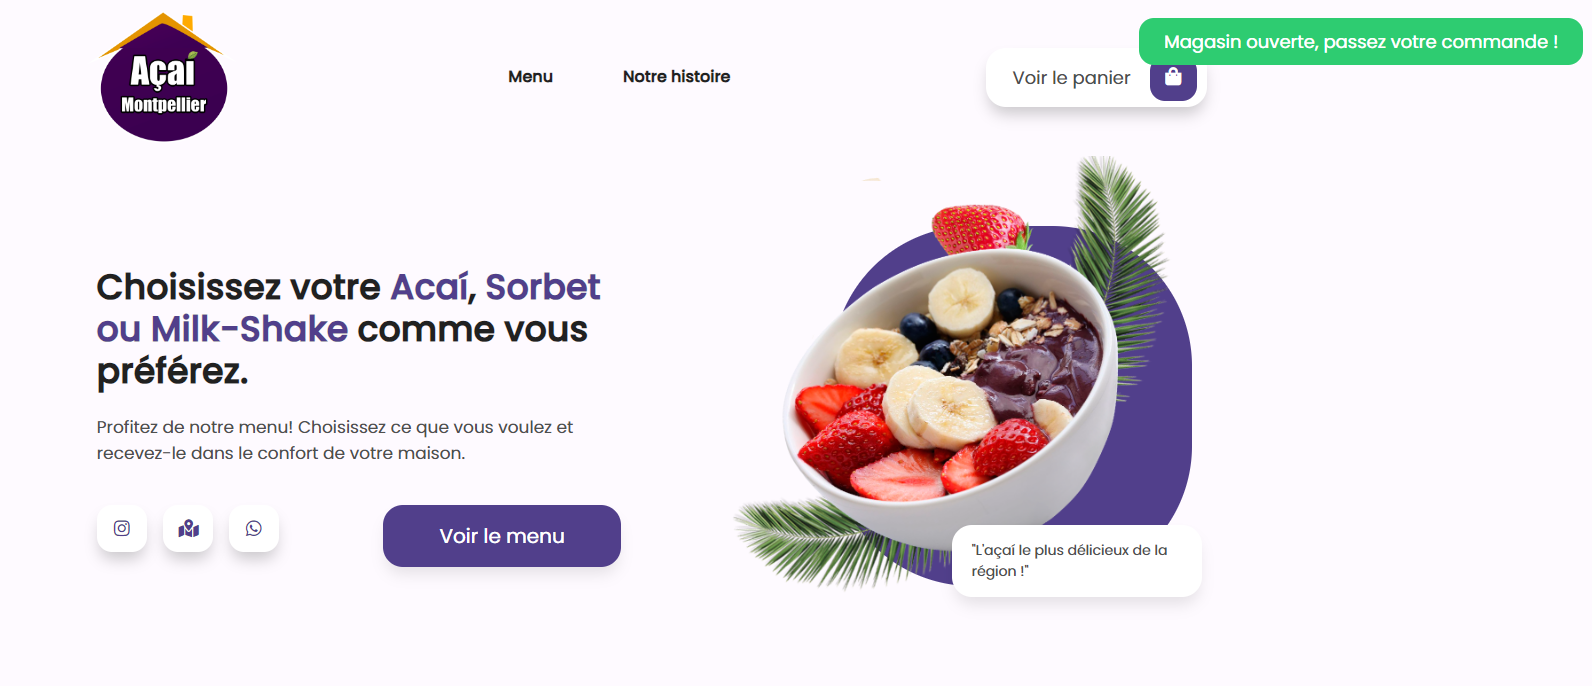 Açaí
Montpellier
Menu
Notre histoire
Voir le panier
Magasin ouverte, passez votre commande !
Choisissez votre Acaí, Sorbet
ou Milk-Shake comme vous
préférez.
Profitez de notre menu! Choisissez ce que vous voulez et
recevez-le dans le confort de votre maison.
Voir le menu
"L'açaí le plus délicieux de la
région !"